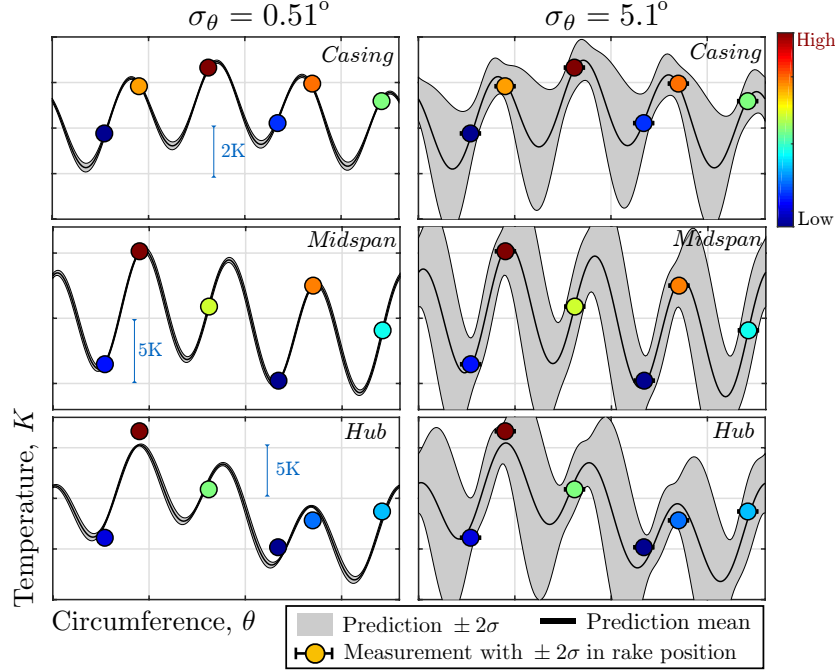 σθ = 0.51°
σθ = 5.1°
Casing
2K
Casing
High
Low
Midspan
5K
Midspan
Hub
5K
Hub
Temperature, K
Circumference, θ
Prediction ± 2σ
Prediction mean
Measurement with ± 2σ in rake position